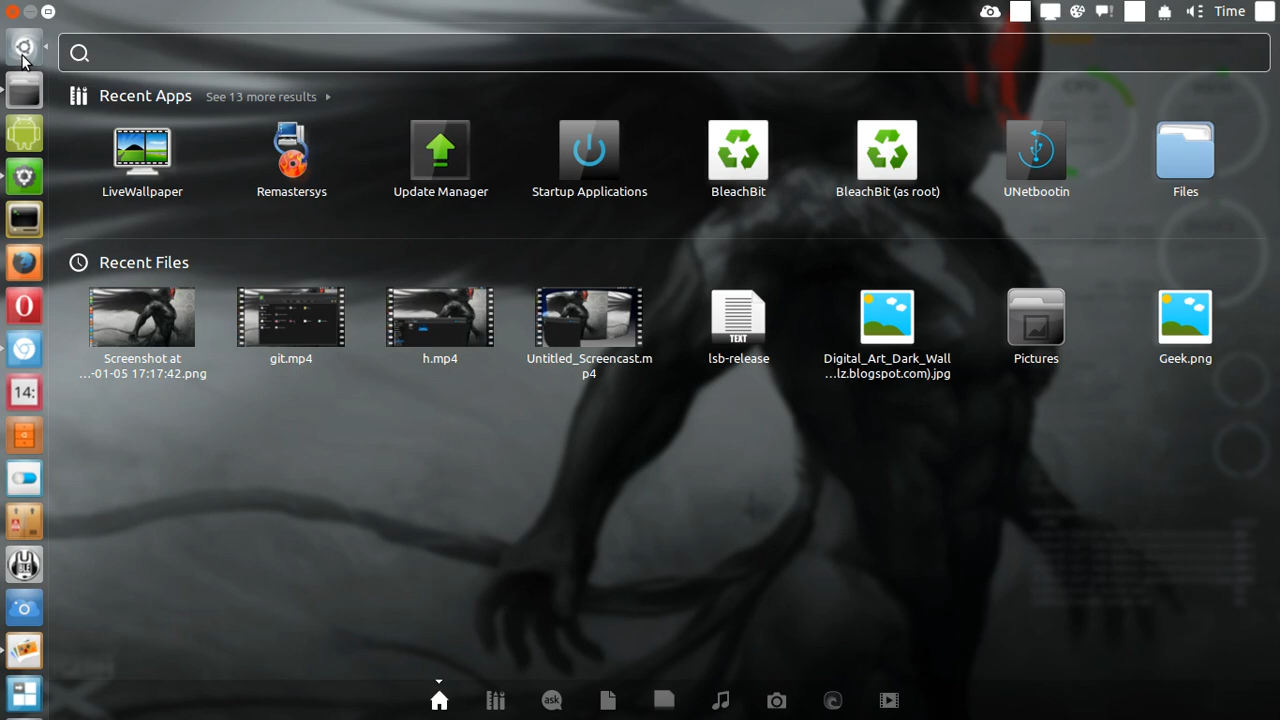 Time
Recent Apps See 13 more results
LiveWallpaper Remastersys Update Manager Startup Applications BleachBit BleachBit (as root) UNetbootin Files
Recent Files
TEXT
Screenshot at git.mp4 h.mp4 Untitled_Screencast.m lsb-release Digital_Art_Dark_Wall Pictures Geek.png
...-01-05 17:17:42.png p4 ...lz.blogspot.com).jpg
14:
ask